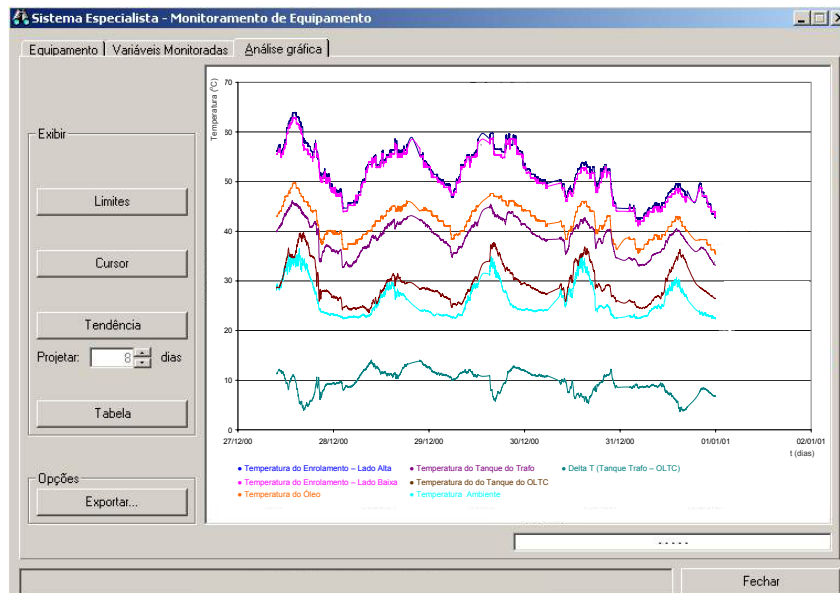 Sistema Especialista - Monitoramento de Equipamento
Equipamento
Variáveis Monitoradas
Análise gráfica
Exibir
Limites
Cursor
Tendência
Projetar: 8 dias
Tabela
Opções
Exportar...
Temperatura (°C)
70
60
50
40
30
20
10
0
27/12/00
28/12/00
29/12/00
30/12/00
31/12/00
01/01/01
02/01/01
t (dias)
Temperatura do Enrolamento – Lado Alta
Temperatura do Tanque do Trafo
Delta T (Tanque Trafo – OLTC)
Temperatura do Enrolamento – Lado Baixa
Temperatura do do Tanque do OLTC
Temperatura do Óleo
Temperatura Ambiente
- - - - -
Fechar